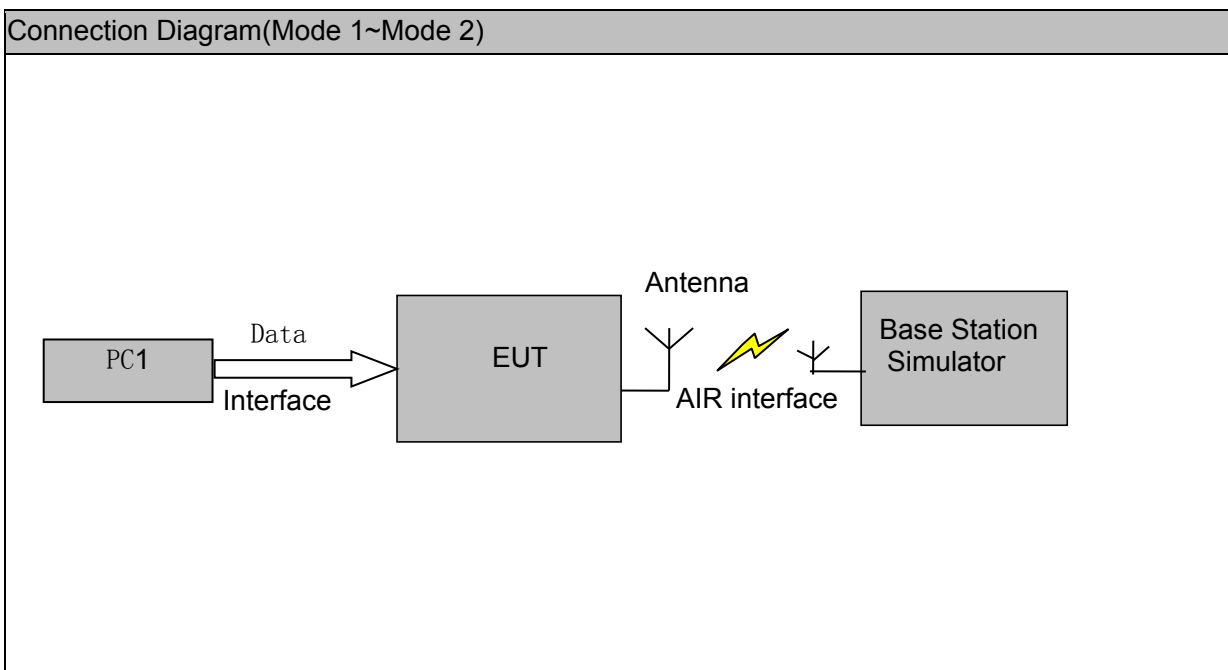 Connection Diagram(Mode 1~Mode 2)
PC1
Data
Interface
EUT
Antenna
AIR interface
Base Station
Simulator